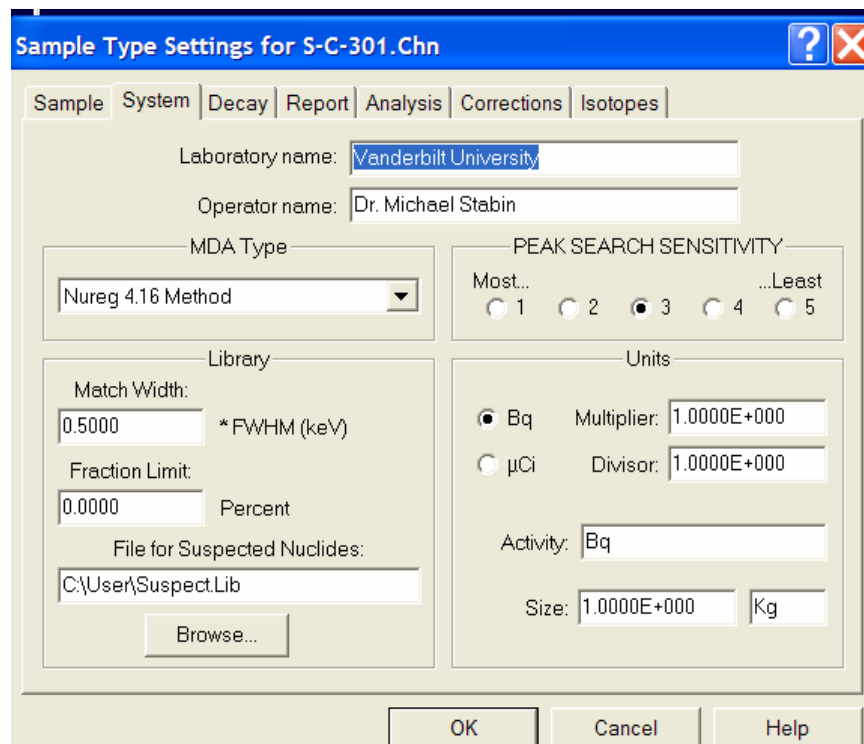 Sample Type Settings for S-C-301.Chn
Sample System Decay Report Analysis Corrections Isotopes
Laboratory name: Vanderbilt University
Operator name: Dr. Michael Stabin
MDA Type
Nureg 4.16 Method
PEAK SEARCH SENSITIVITY
Most... ...Least
1 2 3 4 5
Library
Match Width:
0.5000 * FWHM (keV)
Fraction Limit:
0.0000 Percent
File for Suspected Nuclides:
C:\User\Suspect.Lib
Browse...
Units
Bq Multiplier: 1.0000E+000
µCi Divisor: 1.0000E+000
Activity: Bq
Size: 1.0000E+000 Kg
OK Cancel Help